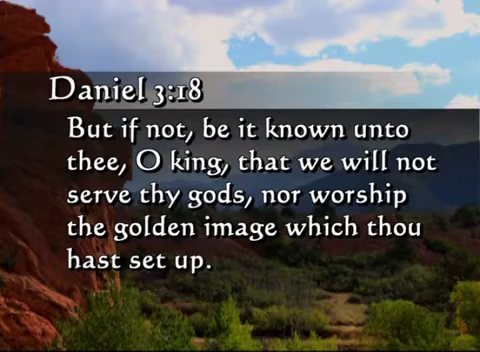 Daniel 3:18
But if not, be it known unto
thee, O king, that we will not
serve thy gods, nor worship
the golden image which thou
hast set up.